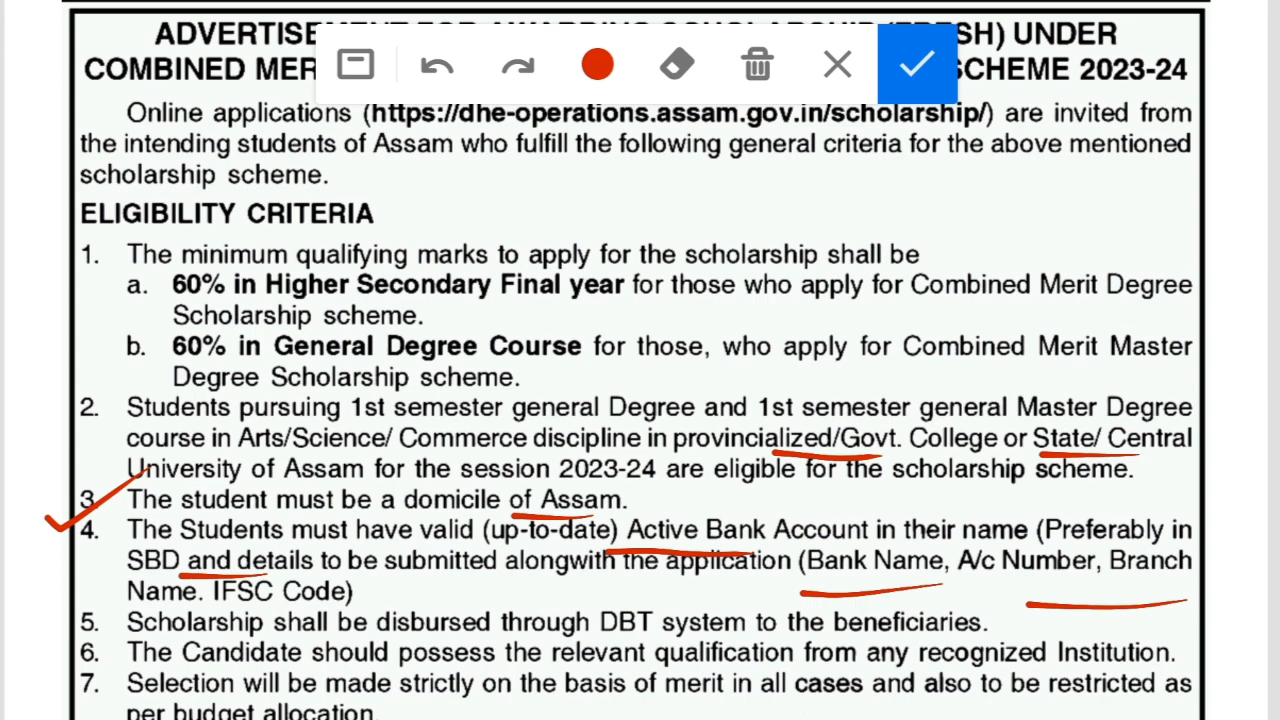 ADVERTISE SH) UNDER
COMBINED MER SCHEME 2023-24
Online applications (https://dhe-operations.assam.gov.in/scholarship/) are invited from
the intending students of Assam who fulfill the following general criteria for the above mentioned
scholarship scheme.
ELIGIBILITY CRITERIA
1. The minimum qualifying marks to apply for the scholarship shall be
a. 60% in Higher Secondary Final year for those who apply for Combined Merit Degree
Scholarship scheme.
b. 60% in General Degree Course for those, who apply for Combined Merit Master
Degree Scholarship scheme.
2. Students pursuing 1st semester general Degree and 1st semester general Master Degree
course in Arts/Science/ Commerce discipline in provincialized/Govt. College or State/ Central
University of Assam for the session 2023-24 are eligible for the scholarship scheme.
3. The student must be a domicile of Assam.
4. The Students must have valid (up-to-date) Active Bank Account in their name (Preferably in
SBD and details to be submitted alongwith the application (Bank Name, A/c Number, Branch
Name. IFSC Code)
5. Scholarship shall be disbursed through DBT system to the beneficiaries.
6. The Candidate should possess the relevant qualification from any recognized Institution.
7. Selection will be made strictly on the basis of merit in all cases and also to be restricted as
per budget allocation.